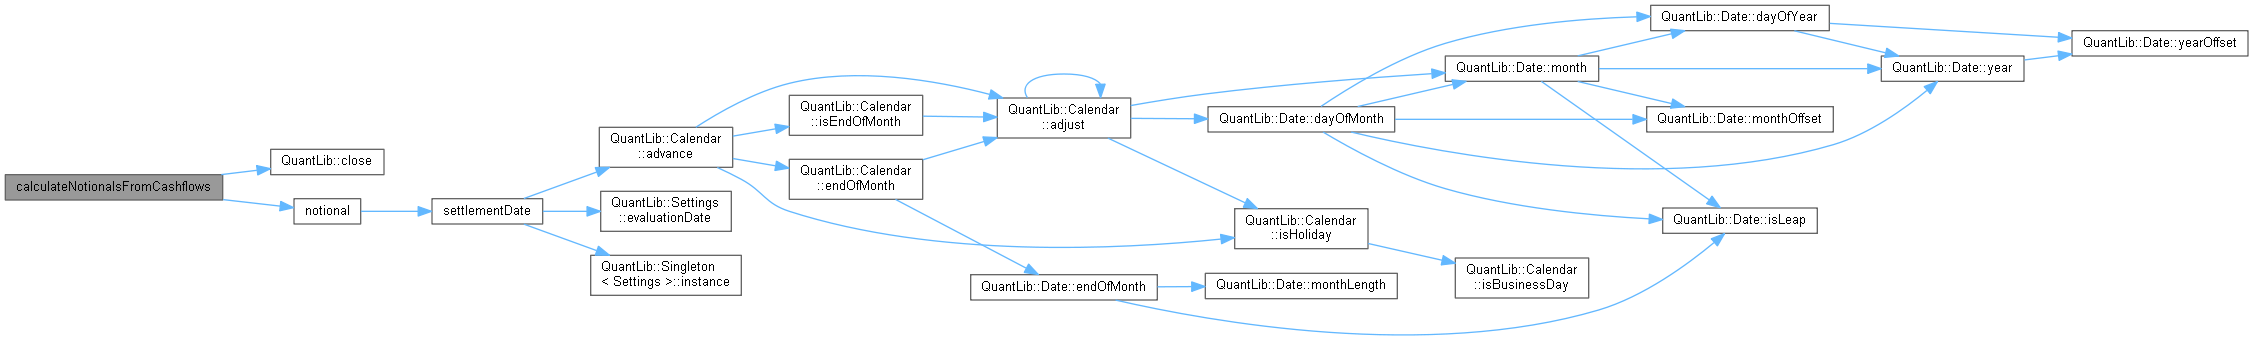 calculateNotionalsFromCashflows
QuantLib::close
notional
settlementDate
QuantLib::Calendar
::advance
QuantLib::Settings
::evaluationDate
QuantLib::Singleton
< Settings >::instance
QuantLib::Calendar
::isEndOfMonth
QuantLib::Calendar
::endOfMonth
QuantLib::Calendar
::adjust
QuantLib::Date::endOfMonth
QuantLib::Date::dayOfMonth
QuantLib::Calendar
::isHoliday
QuantLib::Date::monthLength
QuantLib::Date::month
QuantLib::Calendar
::isBusinessDay
QuantLib::Date::dayOfYear
QuantLib::Date::monthOffset
QuantLib::Date::isLeap
QuantLib::Date::year
QuantLib::Date::yearOffset